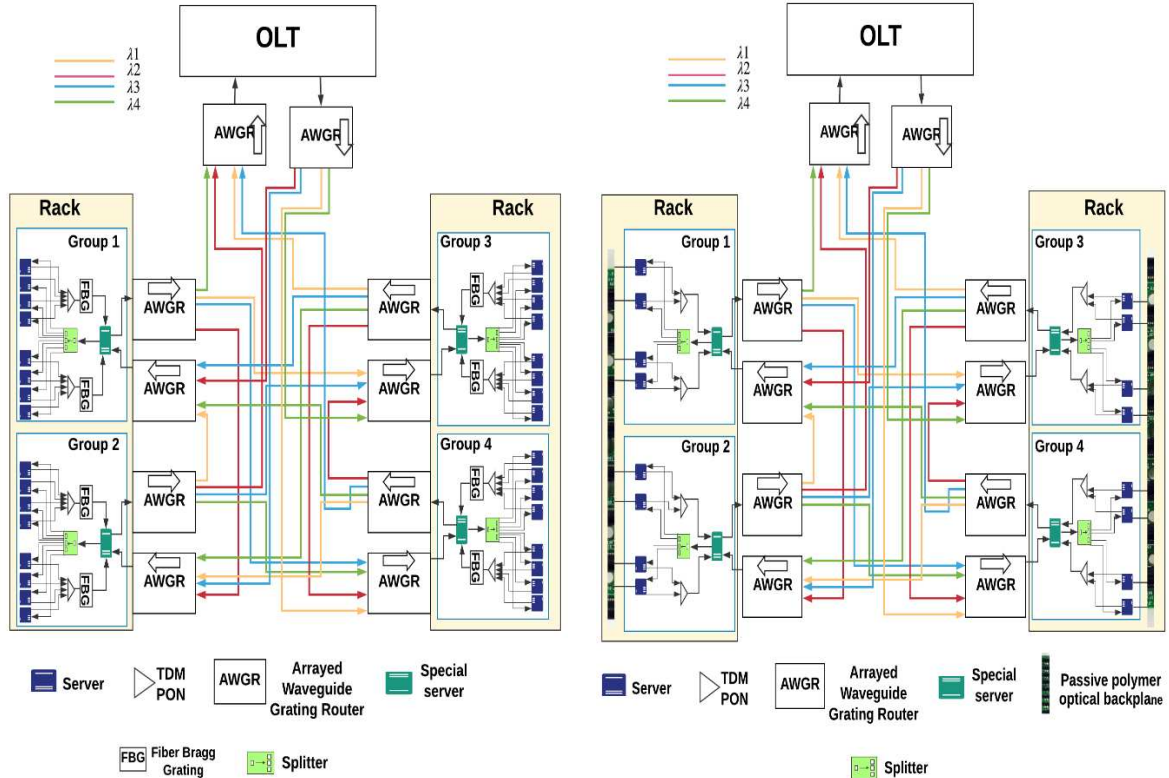 OLT
λ1
λ2
λ3
λ4
AWGR
AWGR
Rack
Rack
Group 1
Group 3
FBG
FBG
FBG
FBG
AWGR
AWGR
AWGR
AWGR
Group 2
Group 4
FBG
FBG
FBG
FBG
AWGR
AWGR
AWGR
AWGR
Server
TDM
PON
AWGR
Arrayed
Waveguide
Grating Router
Special
server
FBG
Fiber Bragg
Grating
Splitter
OLT
λ1
λ2
λ3
λ4
AWGR
AWGR
Rack
Rack
Group 1
Group 3
AWGR
AWGR
AWGR
AWGR
Group 2
Group 4
AWGR
AWGR
AWGR
AWGR
Server
TDM
PON
AWGR
Arrayed
Waveguide
Grating Router
Special
server
Passive polymer
optical backplane
Splitter